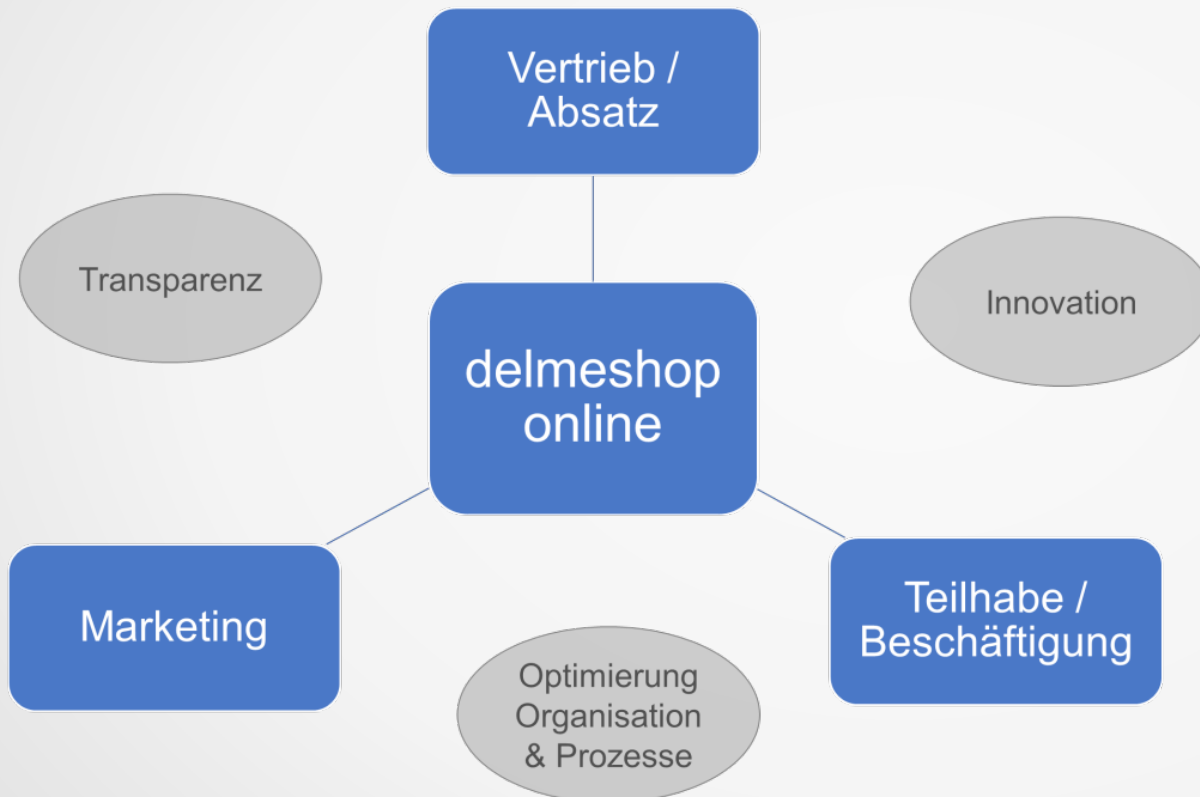 Vertrieb /
Absatz
Transparenz
Innovation
delmeshop
online
Marketing
Teilhabe /
Beschäftigung
Optimierung
Organisation
& Prozesse